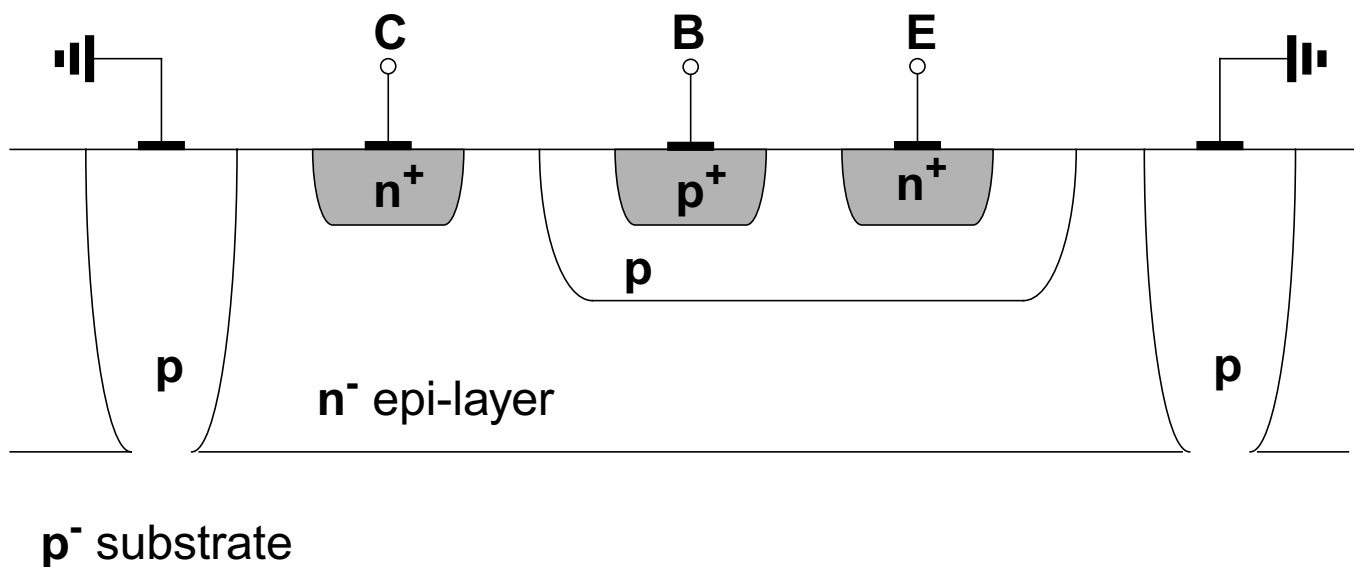 C B E
n⁺ p⁺ n⁺
p
p n⁻ epi-layer p
p⁻ substrate